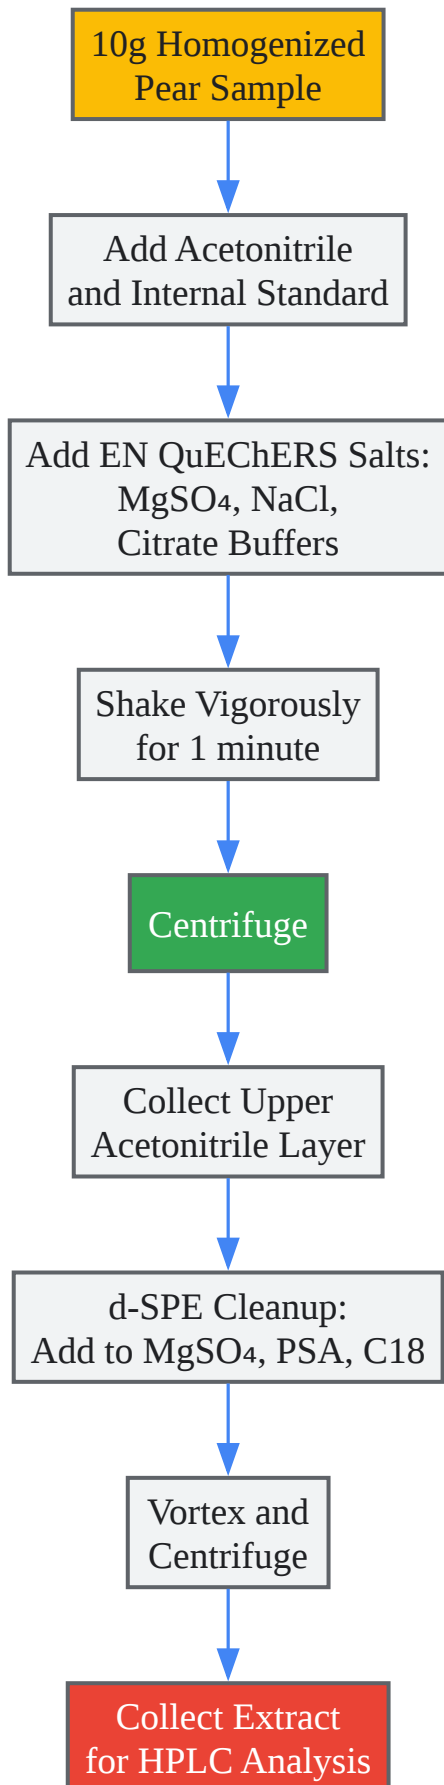 10g Homogenized
Pear Sample
Add Acetonitrile
and Internal Standard
Add EN QuEChERS Salts:
MgSO₄, NaCl,
Citrate Buffers
Shake Vigorously
for 1 minute
Centrifuge
Collect Upper
Acetonitrile Layer
d-SPE Cleanup:
Add to MgSO₄, PSA, C18
Vortex and
Centrifuge
Collect Extract
for HPLC Analysis